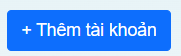 + Thêm tài khoản